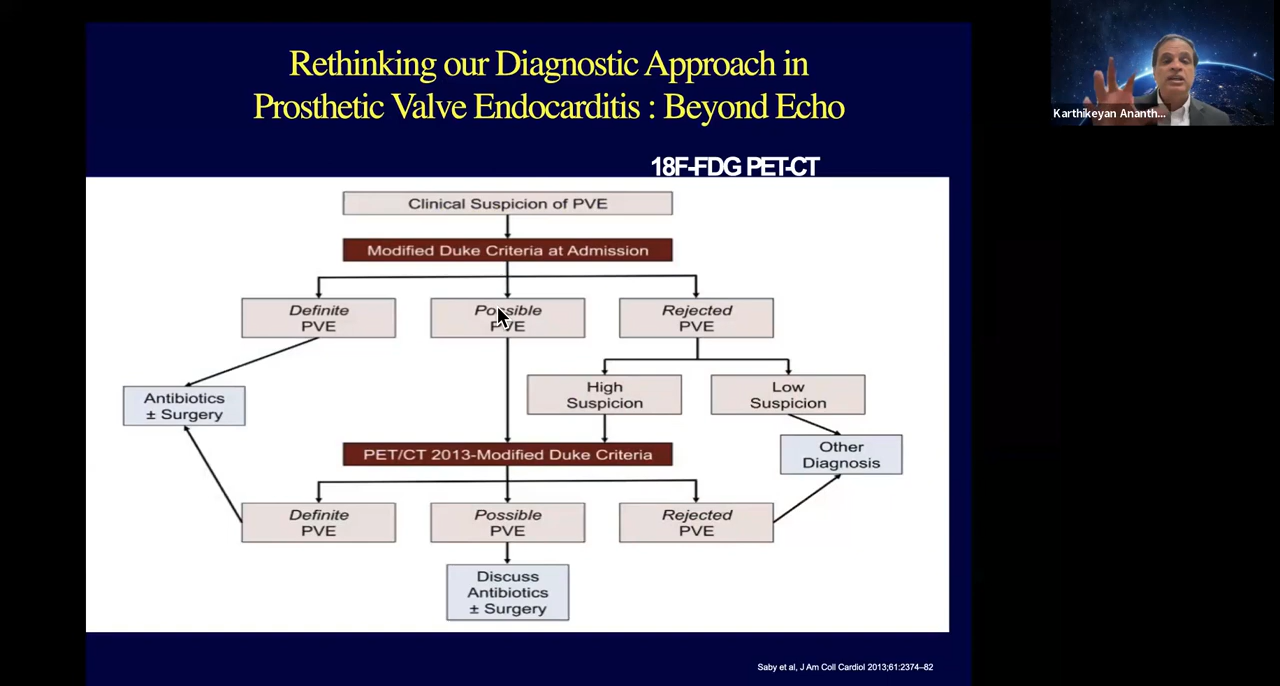 Rethinking our Diagnostic Approach in
Prosthetic Valve Endocarditis : Beyond Echo
Karthikeyan Ananth...
18F-FDG PET-CT
Clinical Suspicion of PVE
Modified Duke Criteria at Admission
Definite
PVE
Possible
PVE
Rejected
PVE
High
Suspicion
Low
Suspicion
Antibiotics
± Surgery
Other
Diagnosis
PET/CT 2013-Modified Duke Criteria
Definite
PVE
Possible
PVE
Rejected
PVE
Discuss
Antibiotics
± Surgery
Saby et al, J Am Coll Cardiol 2013;61:2374–82